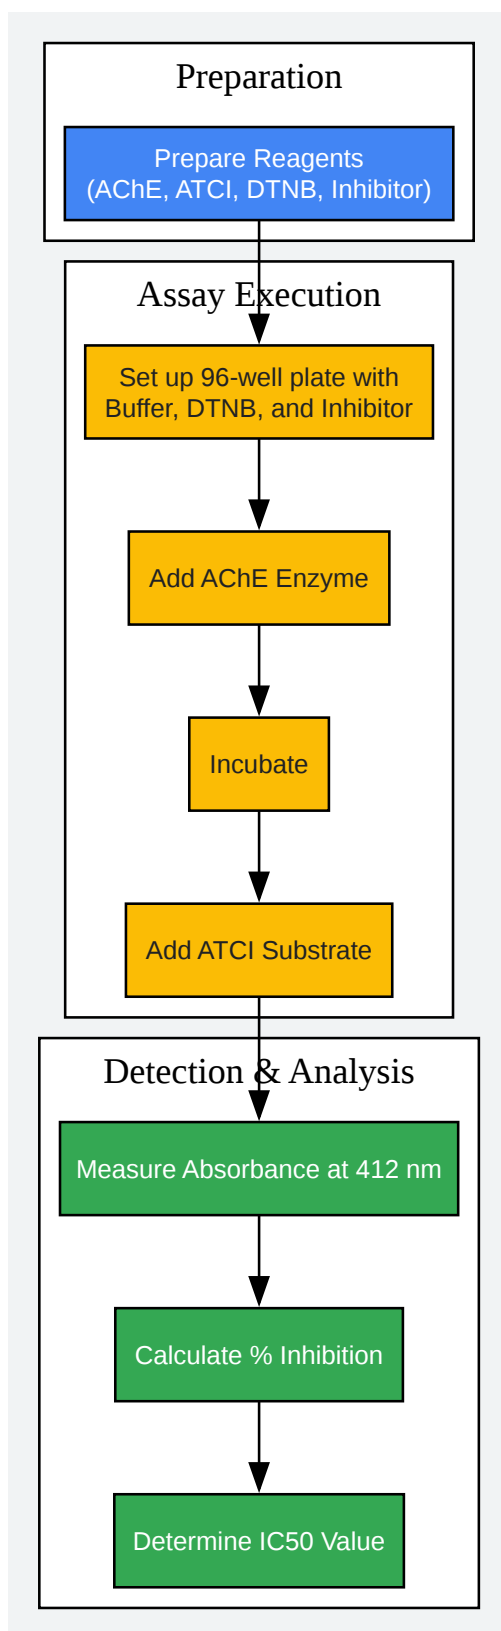 Preparation
Prepare Reagents
(AChE, ATCI, DTNB, Inhibitor)
Assay Execution
Set up 96-well plate with
Buffer, DTNB, and Inhibitor
Add AChE Enzyme
Incubate
Add ATCI Substrate
Detection & Analysis
Measure Absorbance at 412 nm
Calculate % Inhibition
Determine IC50 Value